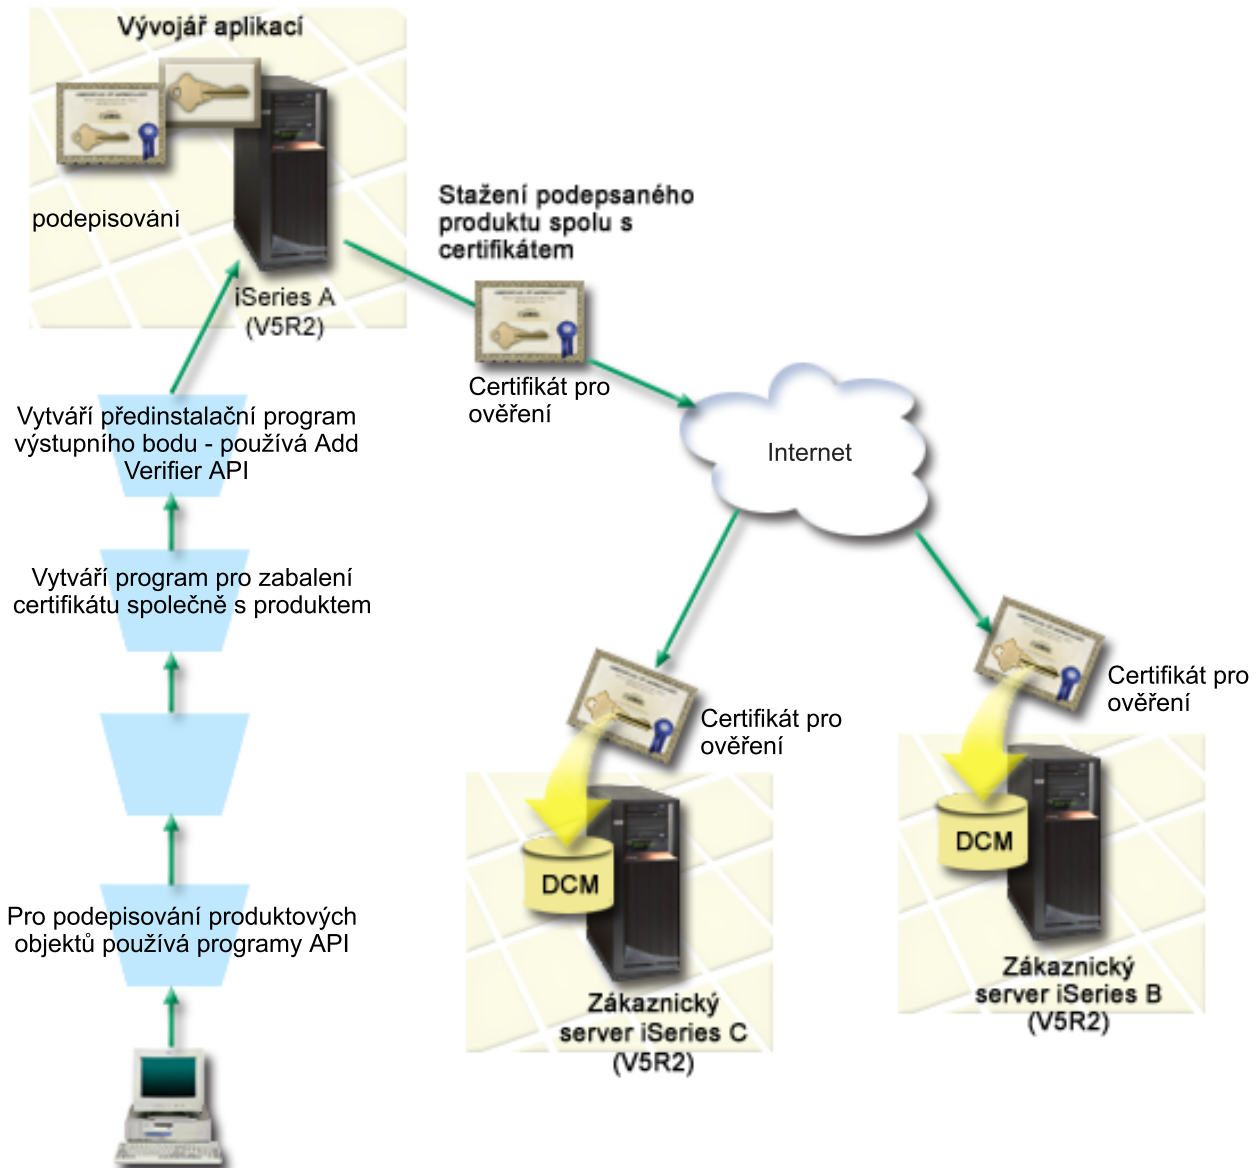 Vývojář aplikací
podepisování
iSeries A
(V5R2)
Stažení podepsaného
produktu spolu s
certifikátem
Certifikát pro
ověření
Internet
Vytváří předinstalační program
výstupního bodu - používá Add
Verifier API
Vytváří program pro zabalení
certifikátu společně s produktem
Pro podepisování produktových
objektů používá programy API
Certifikát pro
ověření
DCM
Zákaznický
server iSeries C
(V5R2)
Certifikát pro
ověření
DCM
Zákaznický
server iSeries B
(V5R2)